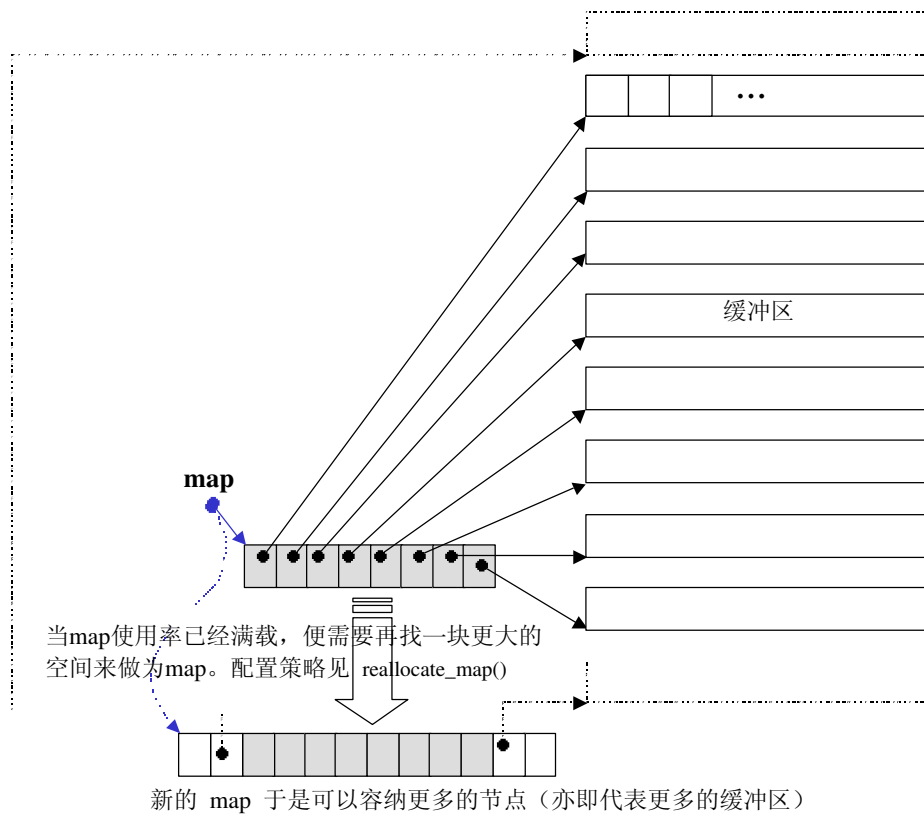 …
缓冲区
map
当map使用率已经满载，便需要再找一块更大的
空间来做为map。配置策略见 reallocate_map()
新的 map 于是可以容纳更多的节点（亦即代表更多的缓冲区）